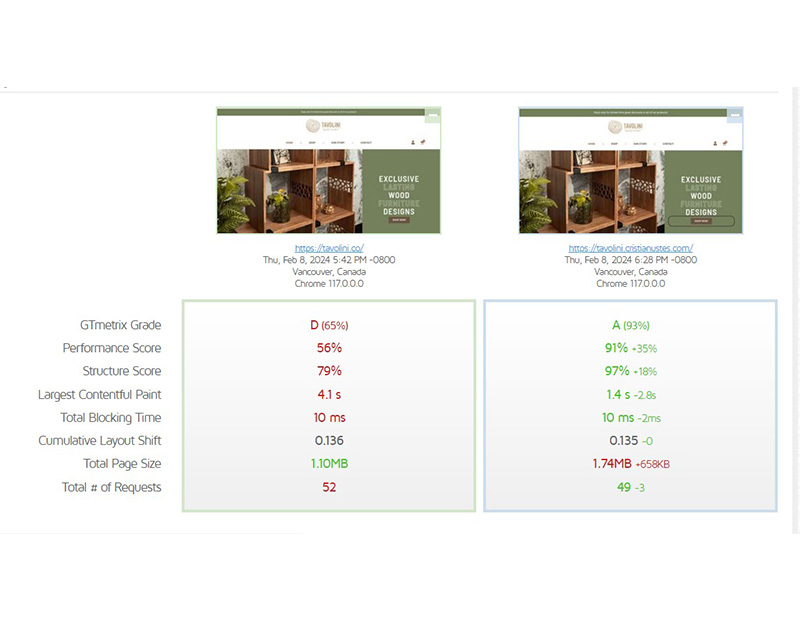 TAVOLINI
HOME SHOP OUR STORY CONTACT
EXCLUSIVE
LASTING
WOOD
FURNITURE
DESIGNS
SHOP NOW
TAVOLINI
HOME SHOP OUR STORY CONTACT
EXCLUSIVE
LASTING
WOOD
FURNITURE
DESIGNS
SHOP NOW
https://tavolini.co/
Thu, Feb 8, 2024 5:42 PM -0800
Vancouver, Canada
Chrome 117.0.0.0
https://tavolini.cristianustes.com/
Thu, Feb 8, 2024 6:28 PM -0800
Vancouver, Canada
Chrome 117.0.0.0
GTmetrix Grade D (65%) A (93%)
Performance Score 56% 91% +35%
Structure Score 79% 97% +18%
Largest Contentful Paint 4.1 s 1.4 s -2.8s
Total Blocking Time 10 ms 10 ms -2ms
Cumulative Layout Shift 0.136 0.135 -0
Total Page Size 1.10MB 1.74MB +658KB
Total # of Requests 52 49 -3